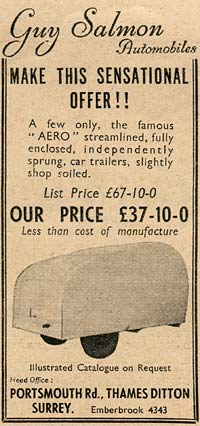 Guy Salmon
Automobiles
MAKE THIS SENSATIONAL
OFFER!!
A few only, the famous
"AERO" streamlined, fully
enclosed, independently
sprung, car trailers, slightly
shop soiled.
List Price £67-10-0
OUR PRICE £37-10-0
Less than cost of manufacture
Illustrated Catalogue on Request
Head Office :
PORTSMOUTH Rd., THAMES DITTON
SURREY. Emberbrook 4343